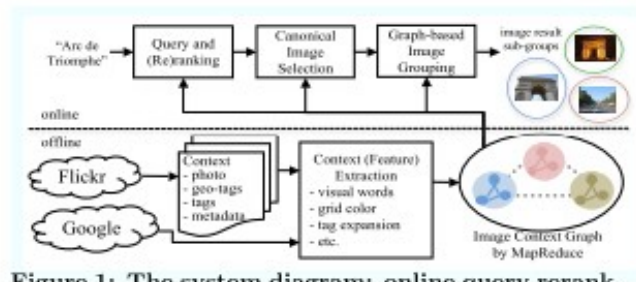 "Arc de
Triomphe"
Query and
(Re)ranking
Canonical
Image
Selection
Graph-based
Image
Grouping
image result
sub-groups
online
offline
Flickr
Google
Context
- photo
- geo-tags
- tags
- metadata
Context (Feature)
Extraction
- visual words
- grid color
- tag expansion
- etc.
Image Context Graph
by MapReduce
Figure 1: The system diagram: online query rerank-